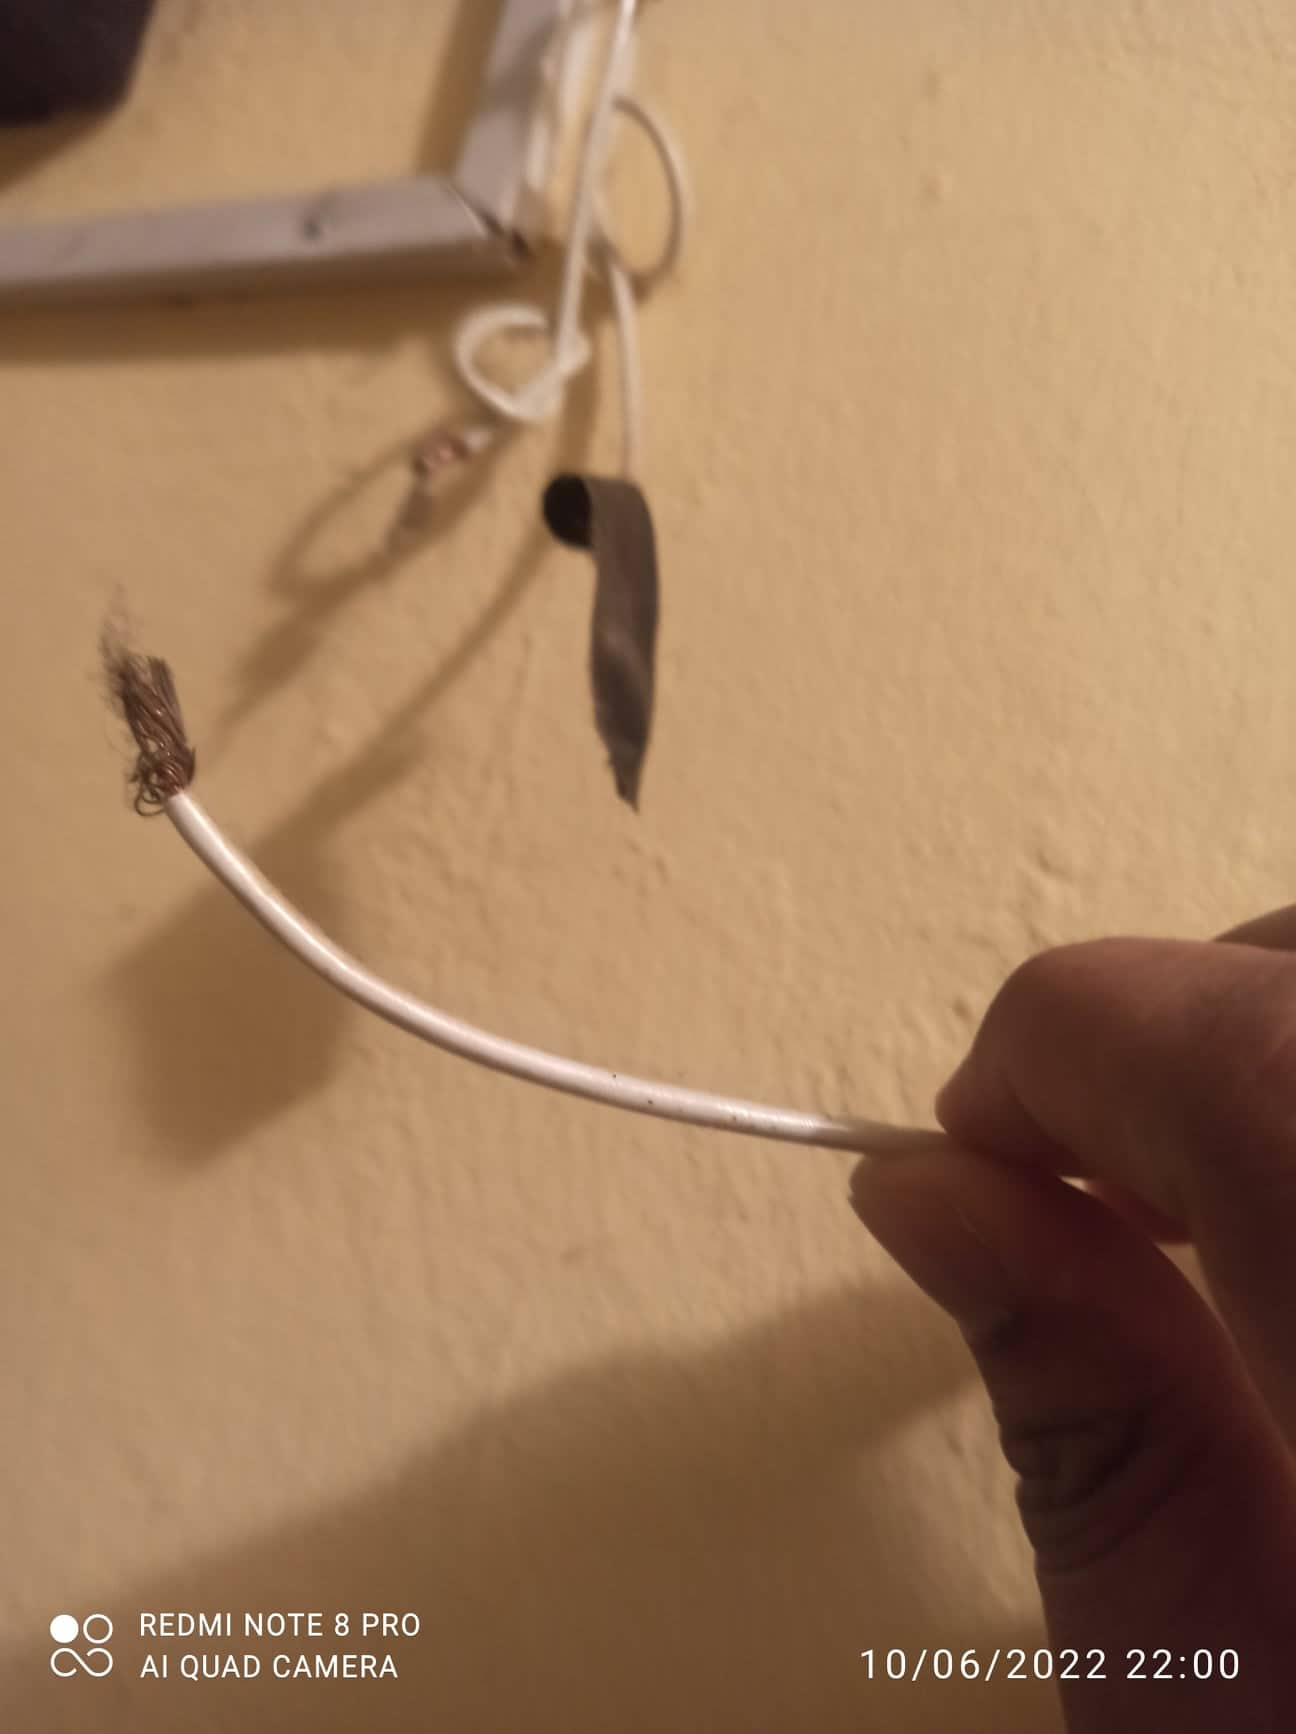 REDMI NOTE 8 PRO
AI QUAD CAMERA
10/06/2022 22:00